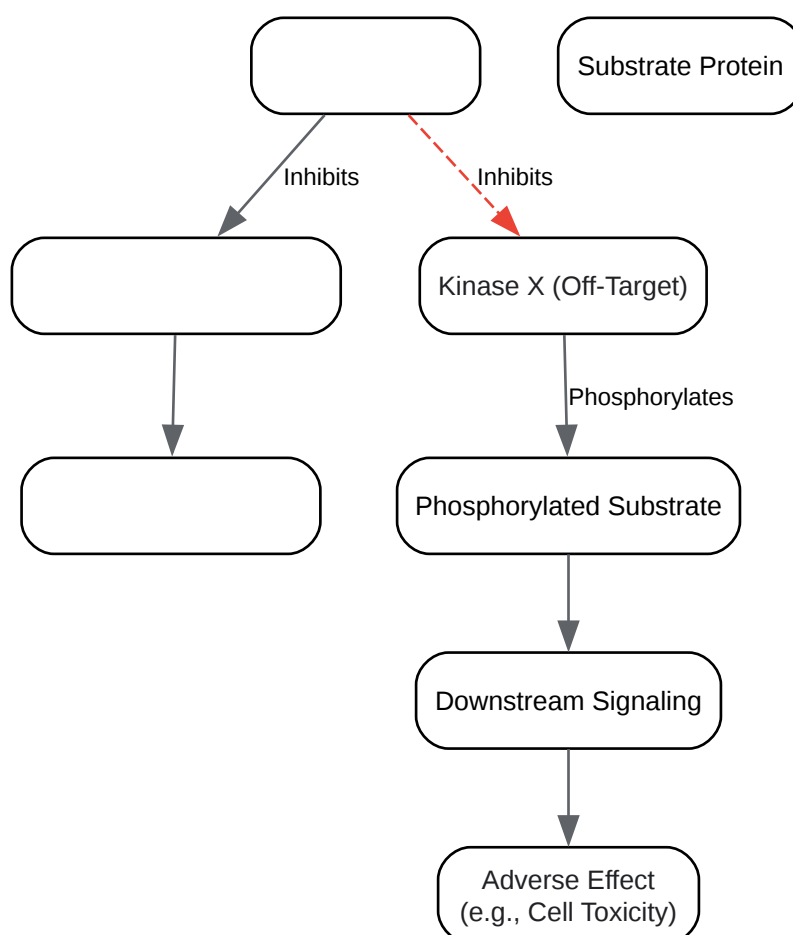 Substrate Protein
Inhibits
Inhibits
Kinase X (Off-Target)
Phosphorylates
Phosphorylated Substrate
Downstream Signaling
Adverse Effect
(e.g., Cell Toxicity)